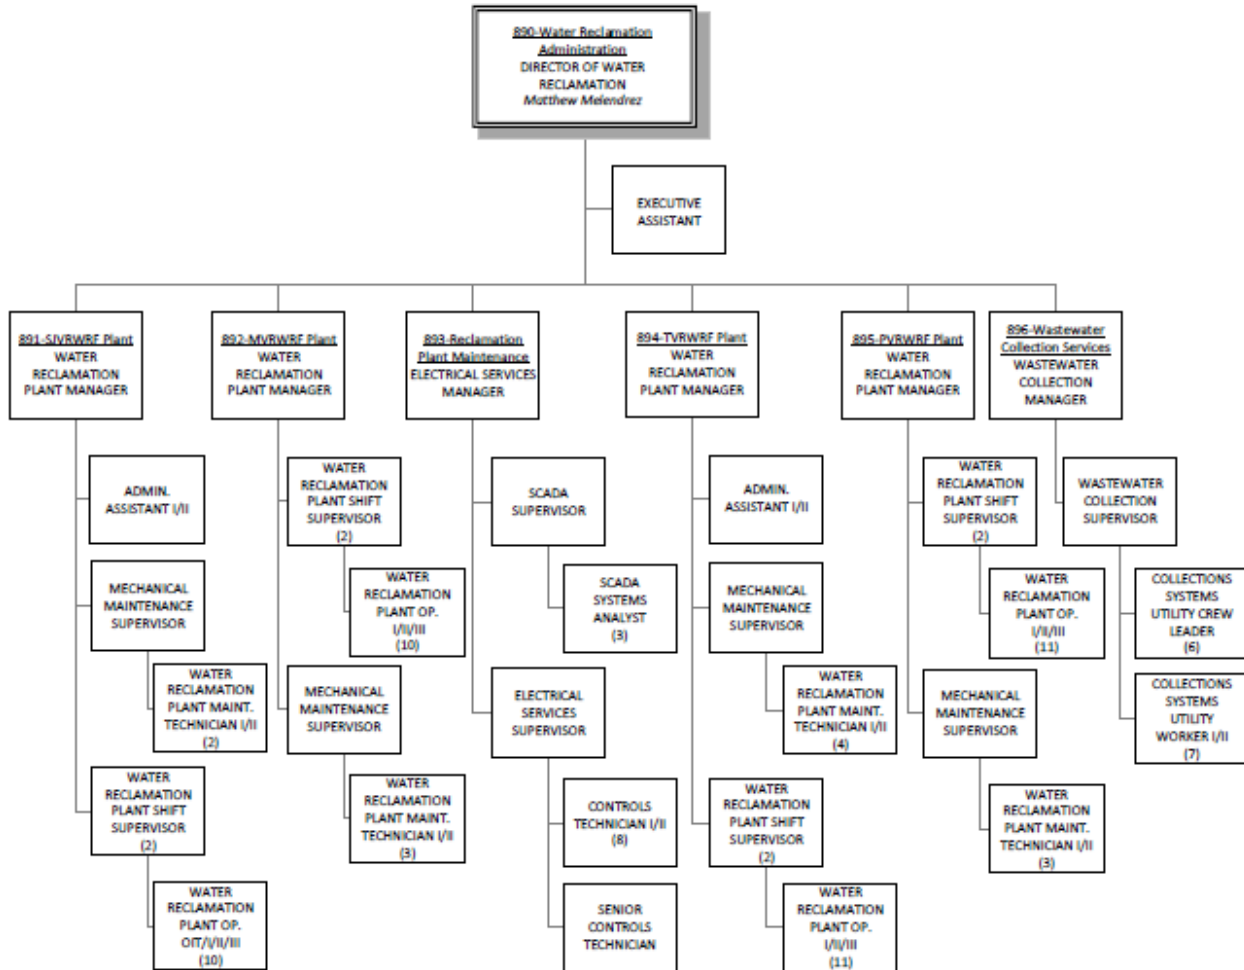 890-Water Reclamation
Administration
DIRECTOR OF WATER
RECLAMATION
Matthew Melendrez
EXECUTIVE
ASSISTANT
891-SJVRWRF Plant
WATER
RECLAMATION
PLANT MANAGER
892-MVRWRF Plant
WATER
RECLAMATION
PLANT MANAGER
893-Reclamation
Plant Maintenance
ELECTRICAL SERVICES
MANAGER
894-TVRWRF Plant
WATER
RECLAMATION
PLANT MANAGER
895-PVRWRF Plant
WATER
RECLAMATION
PLANT MANAGER
896-Wastewater
Collection Services
WASTEWATER
COLLECTION
MANAGER
ADMIN.
ASSISTANT I/II
MECHANICAL
MAINTENANCE
SUPERVISOR
WATER
RECLAMATION
PLANT MAINT.
TECHNICIAN I/II
(2)
WATER
RECLAMATION
PLANT SHIFT
SUPERVISOR
(2)
WATER
RECLAMATION
PLANT OP.
OIT/I/II/III
(10)
WATER
RECLAMATION
PLANT SHIFT
SUPERVISOR
(2)
WATER
RECLAMATION
PLANT OP.
I/II/III
(10)
MECHANICAL
MAINTENANCE
SUPERVISOR
WATER
RECLAMATION
PLANT MAINT.
TECHNICIAN I/II
(3)
SCADA
SUPERVISOR
SCADA
SYSTEMS
ANALYST
(3)
ELECTRICAL
SERVICES
SUPERVISOR
CONTROLS
TECHNICIAN I/II
(8)
SENIOR
CONTROLS
TECHNICIAN
ADMIN.
ASSISTANT I/II
MECHANICAL
MAINTENANCE
SUPERVISOR
WATER
RECLAMATION
PLANT MAINT.
TECHNICIAN I/II
(4)
WATER
RECLAMATION
PLANT SHIFT
SUPERVISOR
(2)
WATER
RECLAMATION
PLANT OP.
I/II/III
(11)
WATER
RECLAMATION
PLANT SHIFT
SUPERVISOR
(2)
WATER
RECLAMATION
PLANT OP.
I/II/III
(11)
MECHANICAL
MAINTENANCE
SUPERVISOR
WATER
RECLAMATION
PLANT MAINT.
TECHNICIAN I/II
(3)
WASTEWATER
COLLECTION
SUPERVISOR
COLLECTIONS
SYSTEMS
UTILITY CREW
LEADER
(6)
COLLECTIONS
SYSTEMS
UTILITY
WORKER I/II
(7)